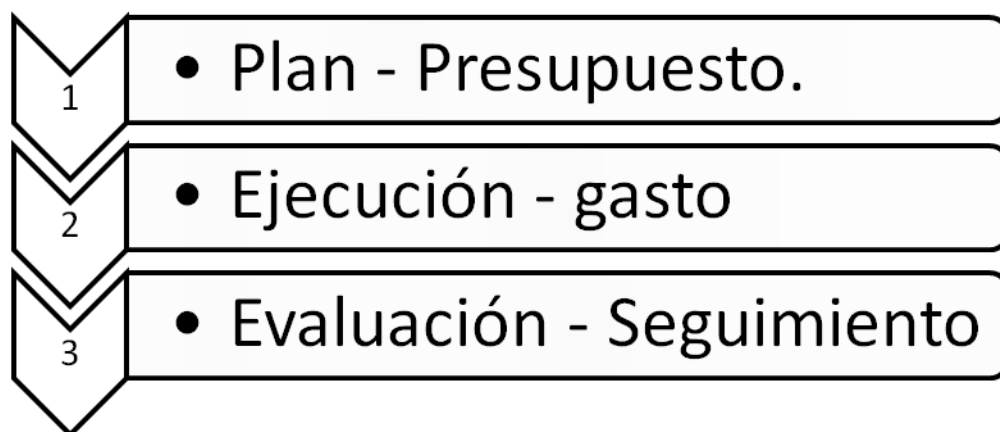 1
• Plan - Presupuesto.
2
• Ejecución - gasto
3
• Evaluación - Seguimiento